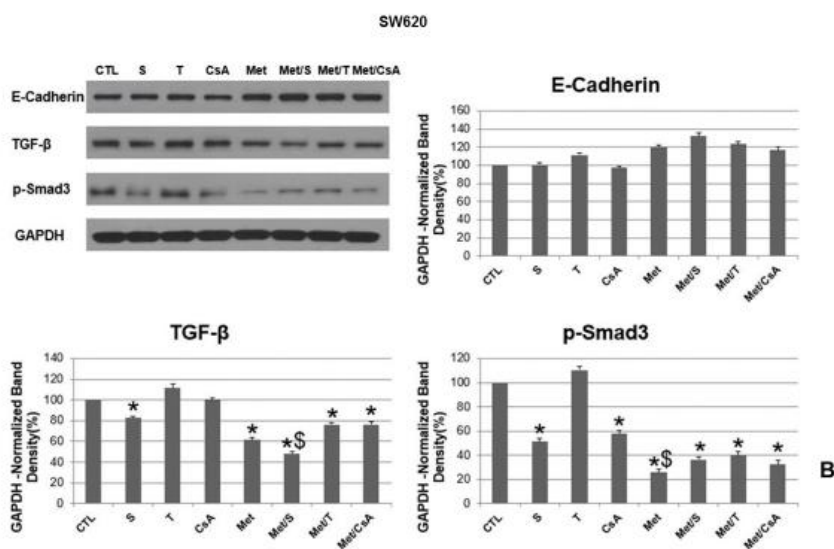 SW620
CTL S T CsA Met Met/S Met/T Met/CsA
E-Cadherin
TGF-β
p-Smad3
GAPDH
E-Cadherin
GAPDH -Normalized Band Density(%)
160
140
120
100
80
60
40
20
0
CTL S T CsA Met Met/S Met/T Met/CsA
TGF-β
GAPDH -Normalized Band Density(%)
140
120
100
80
60
40
20
0
* * *$ * *
CTL S T CsA Met Met/S Met/T Met/CsA
p-Smad3
GAPDH -Normalized Band Density(%)
120
100
80
60
40
20
0
* * *$ * * *
CTL S T CsA Met Met/S Met/T Met/CsA
B